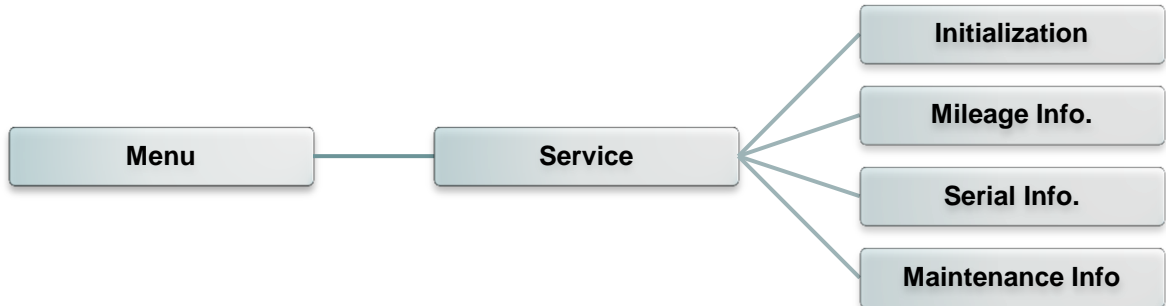 Menu
Service
Initialization
Mileage Info.
Serial Info.
Maintenance Info